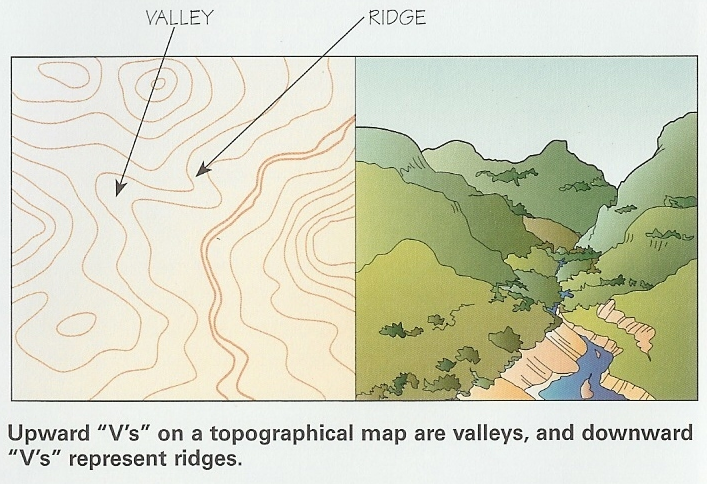 VALLEY
RIDGE
Upward “V’s” on a topographical map are valleys, and downward
“V’s” represent ridges.